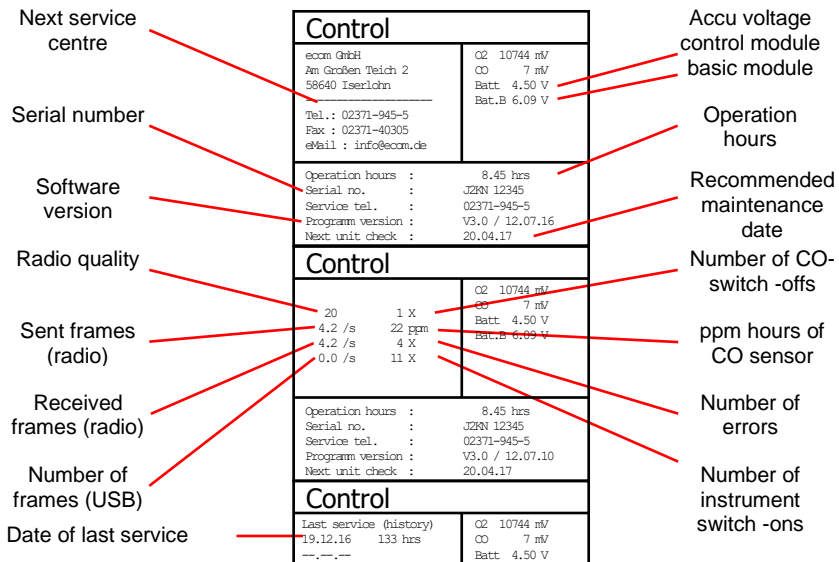 Next service
centre
Serial number
Software
version
Radio quality
Sent frames
(radio)
Received
frames (radio)
Number of
frames (USB)
Date of last service
Control
ecom GmbH
Am Großen Teich 2
58640 Iserlohn
---------------------
Tel.: 02371-945-5
Fax : 02371-40305
eMail : info@ecom.de
O2 10744 mV
CO 7 mV
Batt 4.50 V
Bat.B 6.09 V
Operation hours : 8.45 hrs
Serial no. : J2KN 12345
Service tel. : 02371-945-5
Programm version : V3.0 / 12.07.16
Next unit check : 20.04.17
Control
20 1 X
4.2 /s 22 ppm
4.2 /s 4 X
0.0 /s 11 X
O2 10744 mV
CO 7 mV
Batt 4.50 V
Bat.B 6.09 V
Operation hours : 8.45 hrs
Serial no. : J2KN 12345
Service tel. : 02371-945-5
Programm version : V3.0 / 12.07.10
Next unit check : 20.04.17
Control
Last service (history)
19.12.16 133 hrs
--.--.--
O2 10744 mV
CO 7 mV
Batt 4.50 V
Accu voltage
control module
basic module
Operation
hours
Recommended
maintenance
date
Number of CO-
switch -offs
ppm hours of
CO sensor
Number of
errors
Number of
instrument
switch -ons